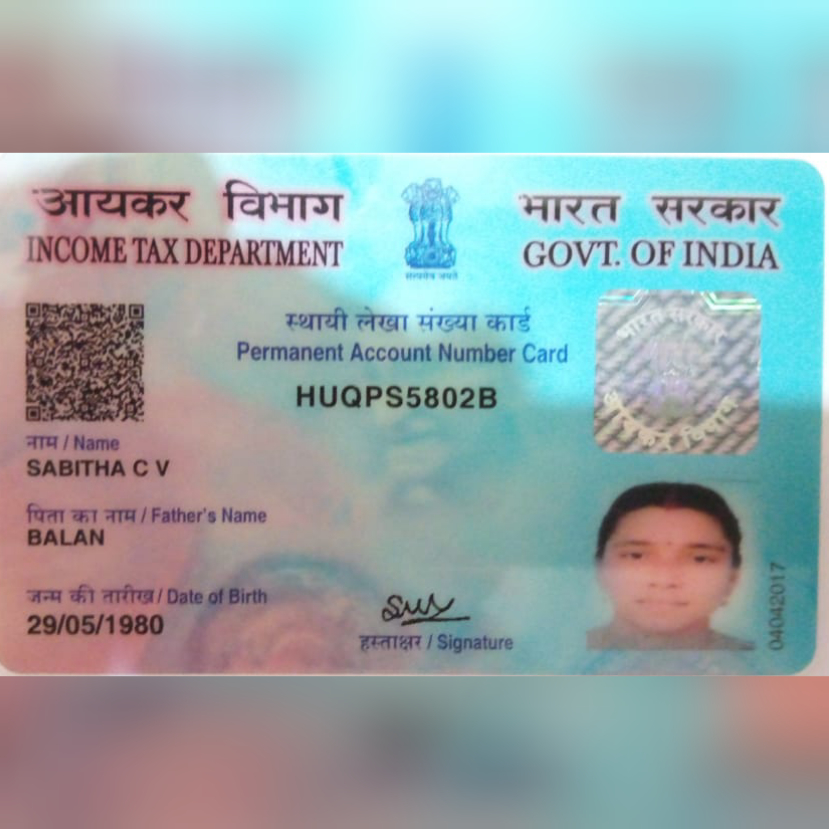 आयकर विभाग
INCOME TAX DEPARTMENT
सत्यमेव जयते
भारत सरकार
GOVT. OF INDIA
स्थायी लेखा संख्या कार्ड
Permanent Account Number Card
HUQPS5802B
भारत सरकार
आयकर विभाग
नाम / Name
SABITHA C V
पिता का नाम / Father's Name
BALAN
जन्म की तारीख / Date of Birth
29/05/1980
हस्ताक्षर / Signature
04042017